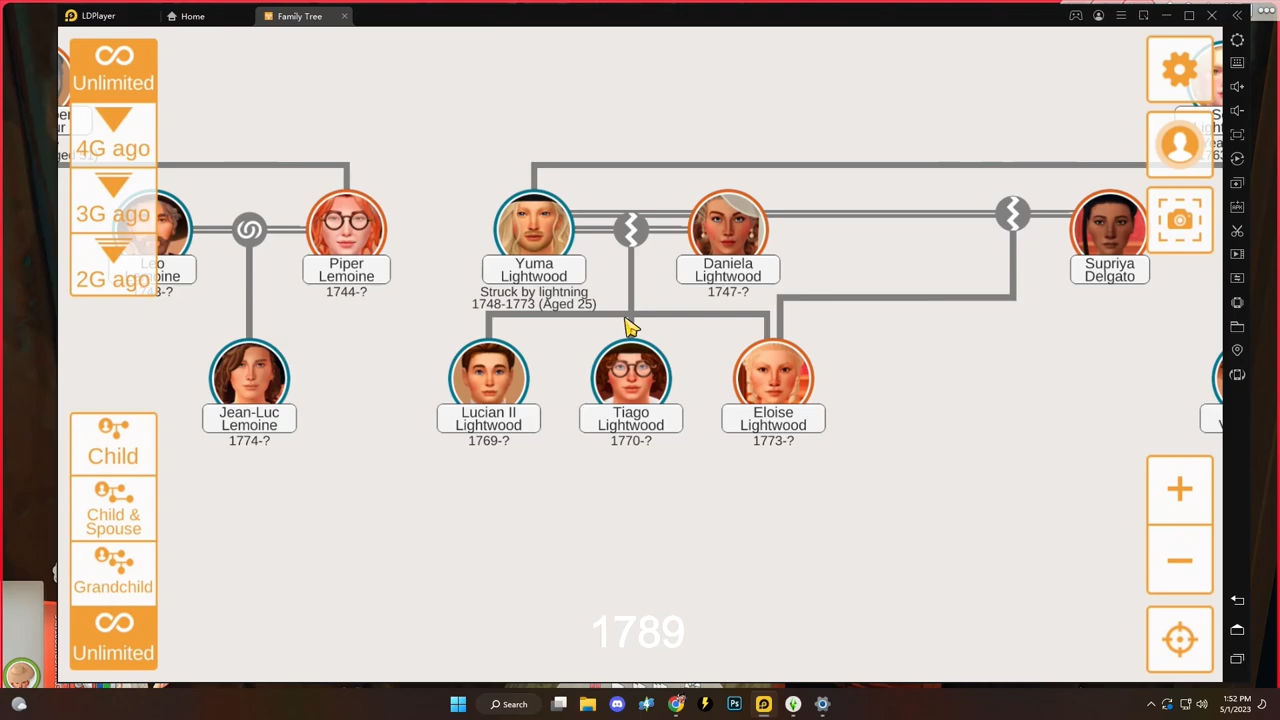 LDPlayer
Home
Family Tree
Unlimited
4G ago
3G ago
2G ago
Piper
Lemoine
1744-?
Yuma
Lightwood
Struck by lightning
1748-1773 (Aged 25)
Daniela
Lightwood
1747-?
Supriya
Delgato
Jean-Luc
Lemoine
1774-?
Lucian II
Lightwood
1769-?
Tiago
Lightwood
1770-?
Eloise
Lightwood
1773-?
Child
Child &
Spouse
Grandchild
Unlimited
1789
Search
1:52 PM
5/1/2023